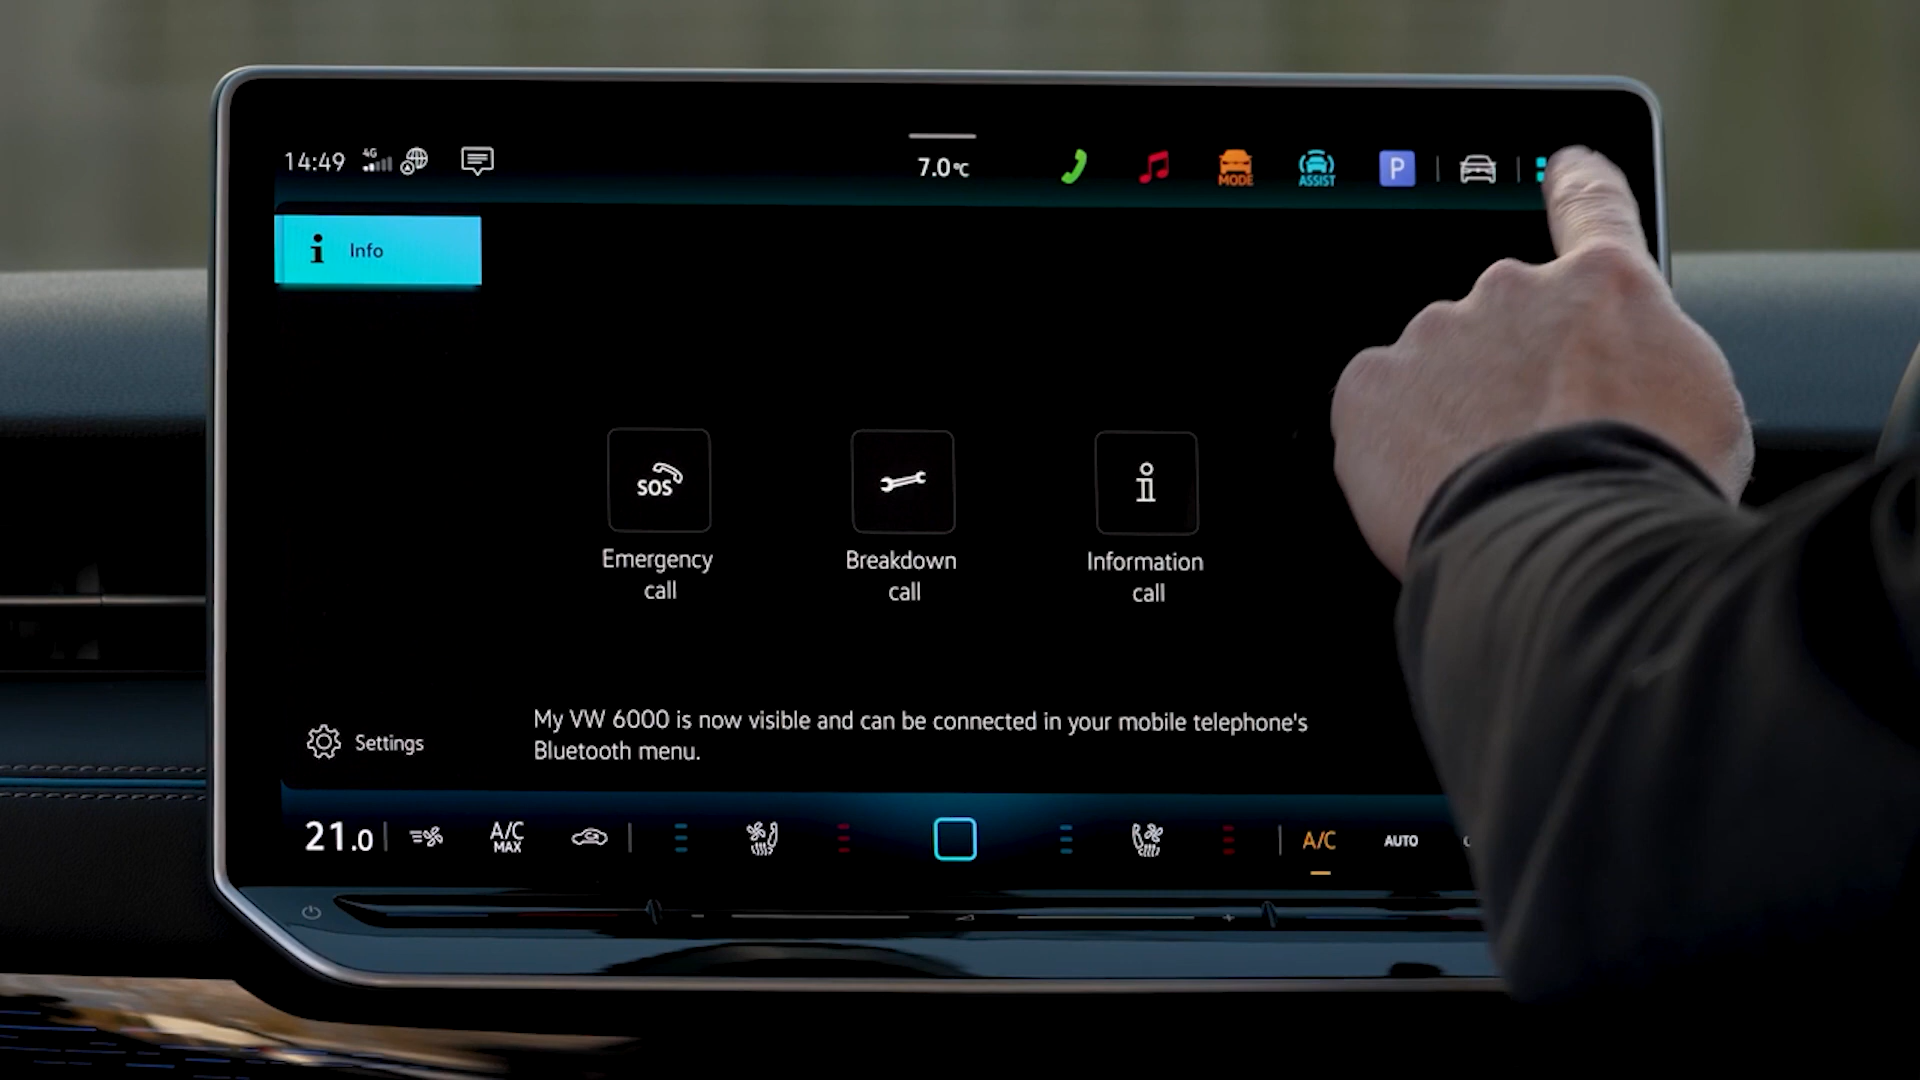 14:49 4G 7.0°C MODE ASSIST P
Info
SOS
Emergency
call
Breakdown
call
Information
call
My VW 6000 is now visible and can be connected in your mobile telephone's
Bluetooth menu.
Settings
21.0 A/C MAX A/C AUTO